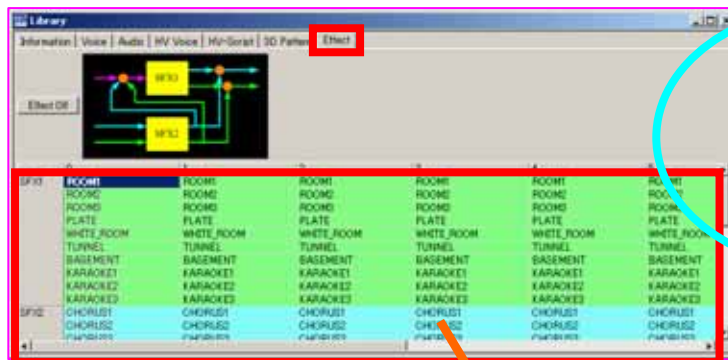 Library
Information Voice Audio HV Voice HV-Script 3D Pattern Effect
Effect Off
SFX1
SFX2
0 1 2 3 4 5
SFX1 ROOM1 ROOM1 ROOM1 ROOM1 ROOM1 ROOM1
ROOM2 ROOM2 ROOM2 ROOM2 ROOM2 ROOM2
ROOM3 ROOM3 ROOM3 ROOM3 ROOM3 ROOM3
PLATE PLATE PLATE PLATE PLATE PLATE
WHITE_ROOM WHITE_ROOM WHITE_ROOM WHITE_ROOM WHITE_ROOM WHITE_ROOM
TUNNEL TUNNEL TUNNEL TUNNEL TUNNEL TUNNEL
BASEMENT BASEMENT BASEMENT BASEMENT BASEMENT BASEMENT
KARAOKE1 KARAOKE1 KARAOKE1 KARAOKE1 KARAOKE1 KARAOKE1
KARAOKE2 KARAOKE2 KARAOKE2 KARAOKE2 KARAOKE2 KARAOKE2
KARAOKE3 KARAOKE3 KARAOKE3 KARAOKE3 KARAOKE3 KARAOKE3
SFX2 CHORUS1 CHORUS1 CHORUS1 CHORUS1 CHORUS1 CHORUS1
CHORUS2 CHORUS2 CHORUS2 CHORUS2 CHORUS2 CHORUS2